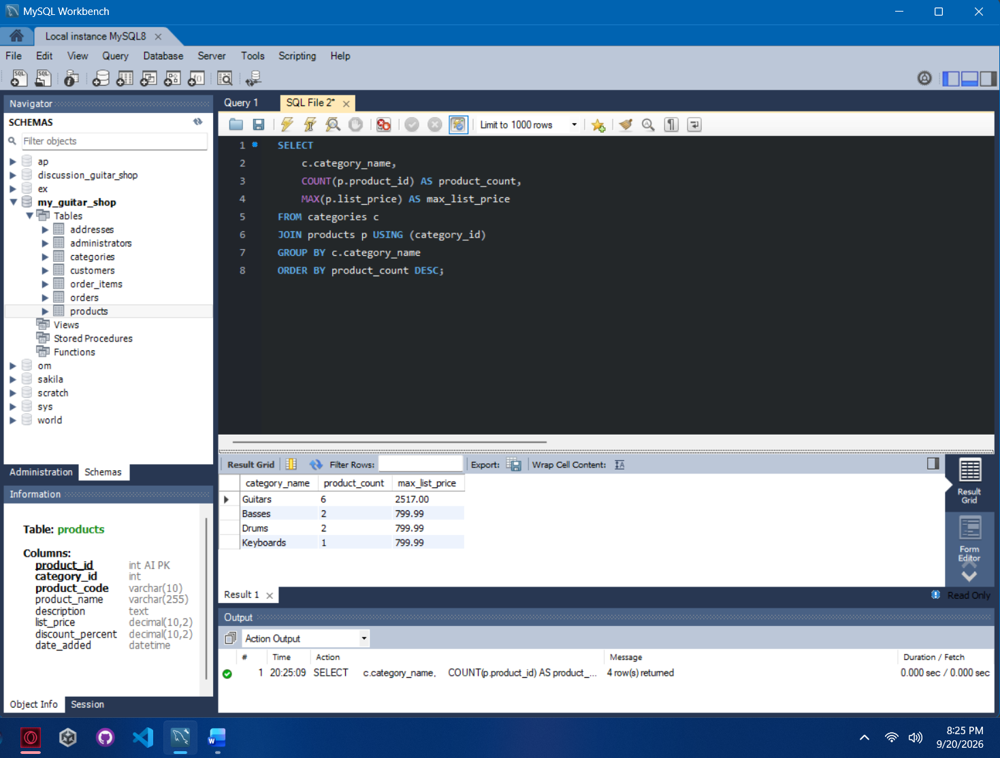 MySQL Workbench
Local instance MySQL8
File Edit View Query Database Server Tools Scripting Help
Navigator
SCHEMAS
Filter objects
ap
discussion_guitar_shop
ex
my_guitar_shop
Tables
addresses
administrators
categories
customers
order_items
orders
products
Views
Stored Procedures
Functions
om
sakila
scratch
sys
world
Administration Schemas
Information
Table: products
Columns:
product_id int AI PK
category_id int
product_code varchar(10)
product_name varchar(255)
description text
list_price decimal(10,2)
discount_percent decimal(10,2)
date_added datetime
Object Info Session
Query 1 SQL File 2*
Limit to 1000 rows
1 SELECT
2 c.category_name,
3 COUNT(p.product_id) AS product_count,
4 MAX(p.list_price) AS max_list_price
5 FROM categories c
6 JOIN products p USING (category_id)
7 GROUP BY c.category_name
8 ORDER BY product_count DESC;
Result Grid Filter Rows: Export: Wrap Cell Content:
category_name product_count max_list_price
Guitars 6 2517.00
Basses 2 799.99
Drums 2 799.99
Keyboards 1 799.99
Result
Grid
Form
Editor
Result 1
Read Only
Output
Action Output
# Time Action Message Duration / Fetch
1 20:25:09 SELECT c.category_name, COUNT(p.product_id) AS product_... 4 row(s) returned 0.000 sec / 0.000 sec
8:25 PM
9/20/2026